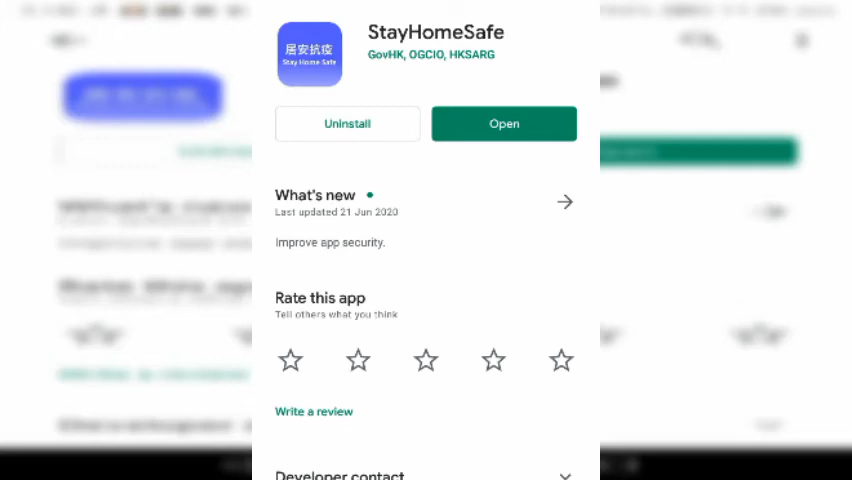 居安抗疫
Stay Home Safe
StayHomeSafe
GovHK, OGCIO, HKSARG
Uninstall
Open
What's new
Last updated 21 Jun 2020
Improve app security.
Rate this app
Tell others what you think
Write a review
Developer contact